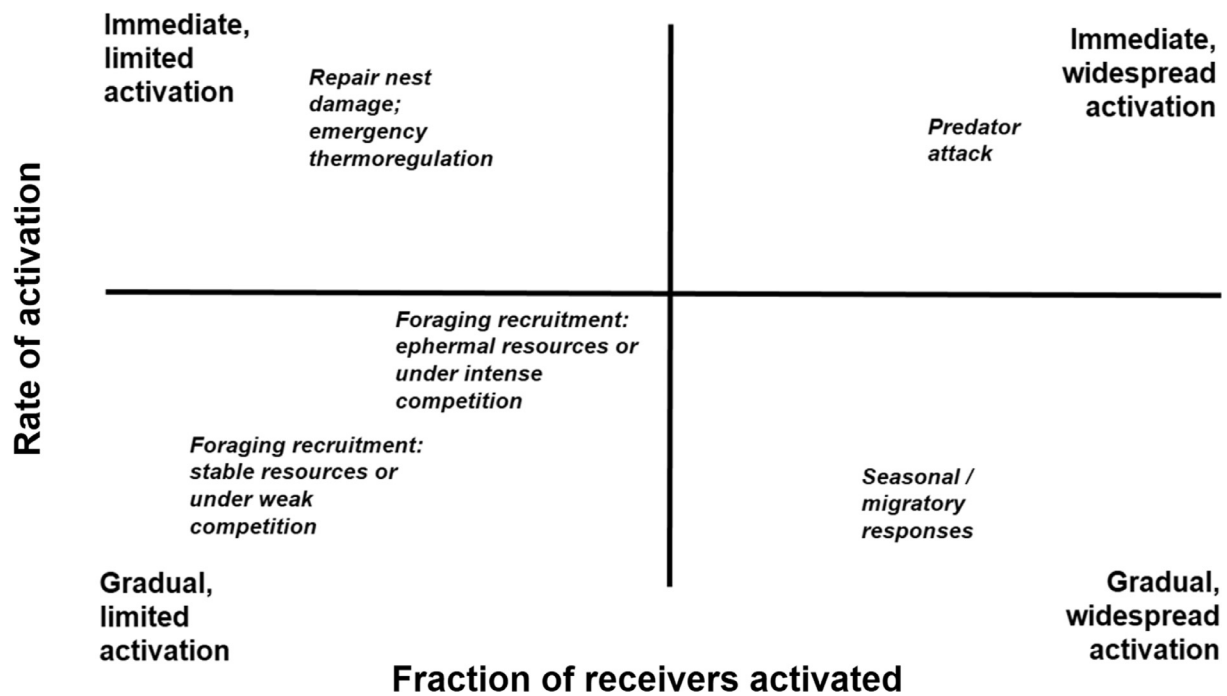 Immediate,
limited
activation
Repair nest
damage;
emergency
thermoregulation
Immediate,
widespread
activation
Predator
attack
Rate of activation
Foraging recruitment:
ephermal resources or
under intense
competition
Foraging recruitment:
stable resources or
under weak
competition
Seasonal /
migratory
responses
Gradual,
limited
activation
Gradual,
widespread
activation
Fraction of receivers activated